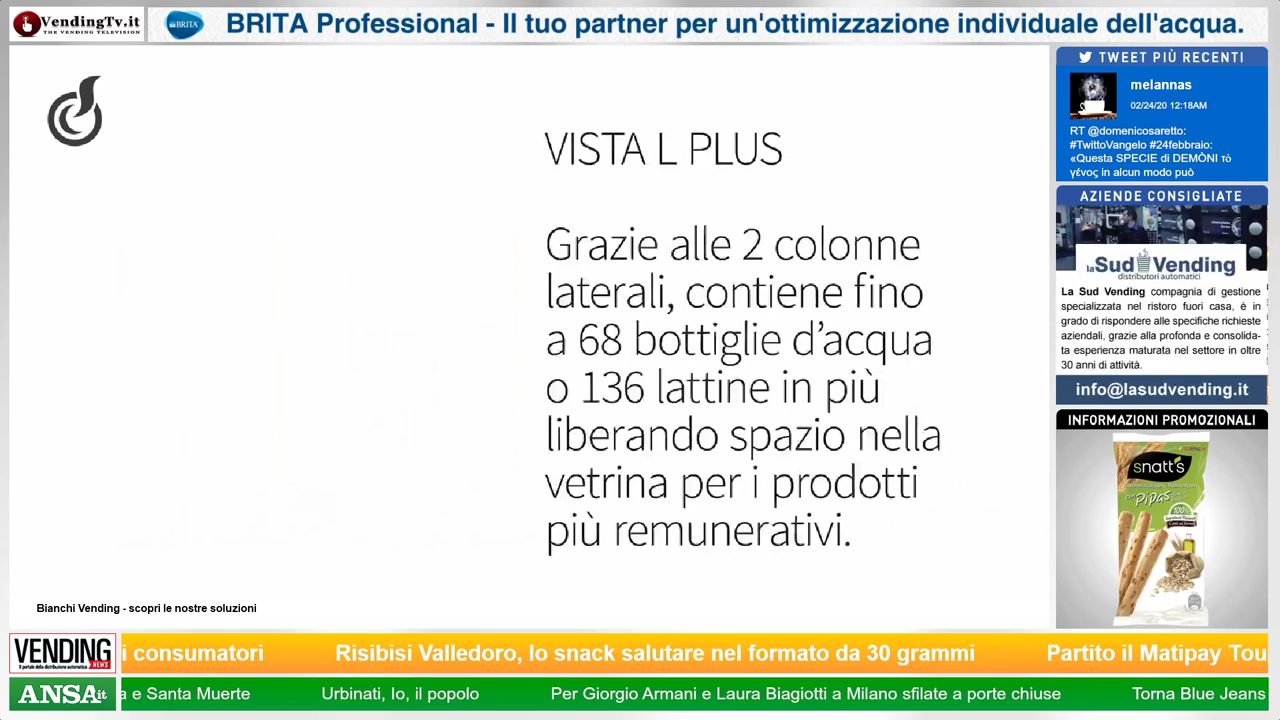 VendingTv.it
THE VENDING TELEVISION
BRITA
BRITA Professional - Il tuo partner per un'ottimizzazione individuale dell'acqua.
VISTA L PLUS
Grazie alle 2 colonne
laterali, contiene fino
a 68 bottiglie d’acqua
o 136 lattine in più
liberando spazio nella
vetrina per i prodotti
più remunerativi.
Bianchi Vending - scopri le nostre soluzioni
TWEET PIÙ RECENTI
melannas
02/24/20 12:18AM
RT @domenicosaretto:
#TwittoVangelo #24febbraio:
«Questa SPECIE di DEMÒNI τὸ
γένος in alcun modo può
AZIENDE CONSIGLIATE
la Sud Vending
distributori automatici
La Sud Vending compagnia di gestione
specializzata nel ristoro fuori casa, è in
grado di rispondere alle specifiche richieste
aziendali, grazie alla profonda e consolida-
ta esperienza maturata nel settore in oltre
30 anni di attività.
info@lasudvending.it
INFORMAZIONI PROMOZIONALI
snatt's
Pipas
100%
VENDING
NEWS
Il portale della distribuzione automatica
i consumatori Risibisi Valledoro, lo snack salutare nel formato da 30 grammi Partito il Matipay Tou
ANSA.it
a e Santa Muerte Urbinati, Io, il popolo Per Giorgio Armani e Laura Biagiotti a Milano sfilate a porte chiuse Torna Blue Jeans